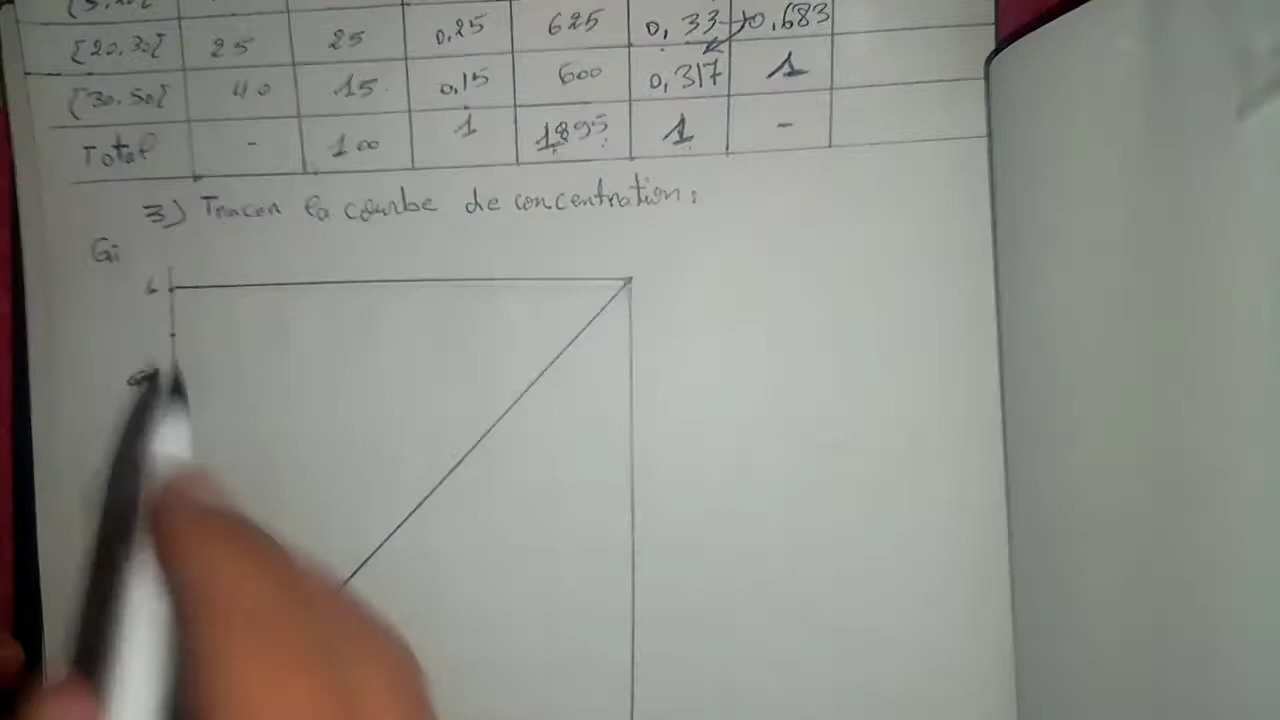 [20,30[ 25 25 0,25 625 0,33 0,683
[30,50[ 40 15 0,15 600 0,317 1
Total - 100 1 1895 1 -
3) Tracer la courbe de concentration:
Gi
1